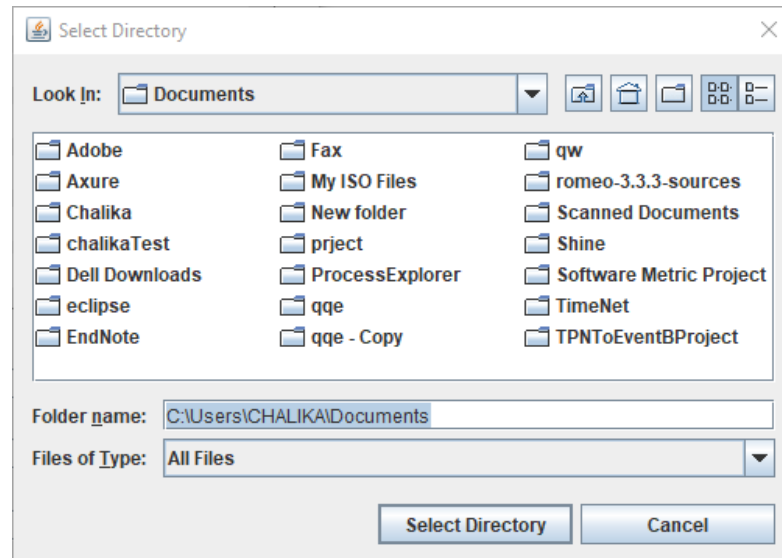 Select Directory
Look In: Documents
Adobe Fax qw
Axure My ISO Files romeo-3.3.3-sources
Chalika New folder Scanned Documents
chalikaTest prject Shine
Dell Downloads ProcessExplorer Software Metric Project
eclipse qqe TimeNet
EndNote qqe - Copy TPNToEventBProject
Folder name: C:\Users\CHALIKA\Documents
Files of Type: All Files
Select Directory Cancel